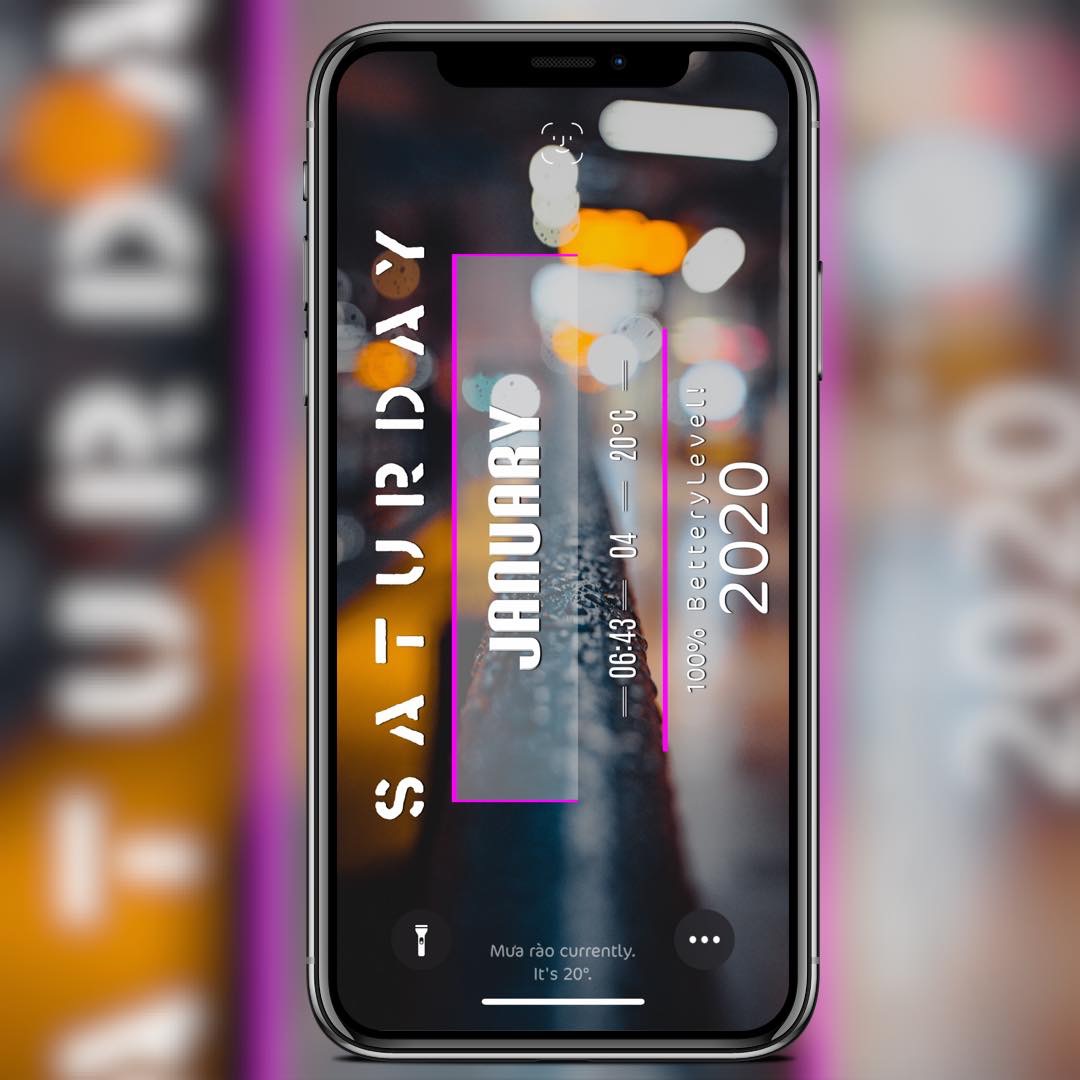 SATURDAY
JANUARY
— 06:43 — 04 — 20°C —
100% BetteryLevel!
2020
Mưa rào currently.
It's 20°.